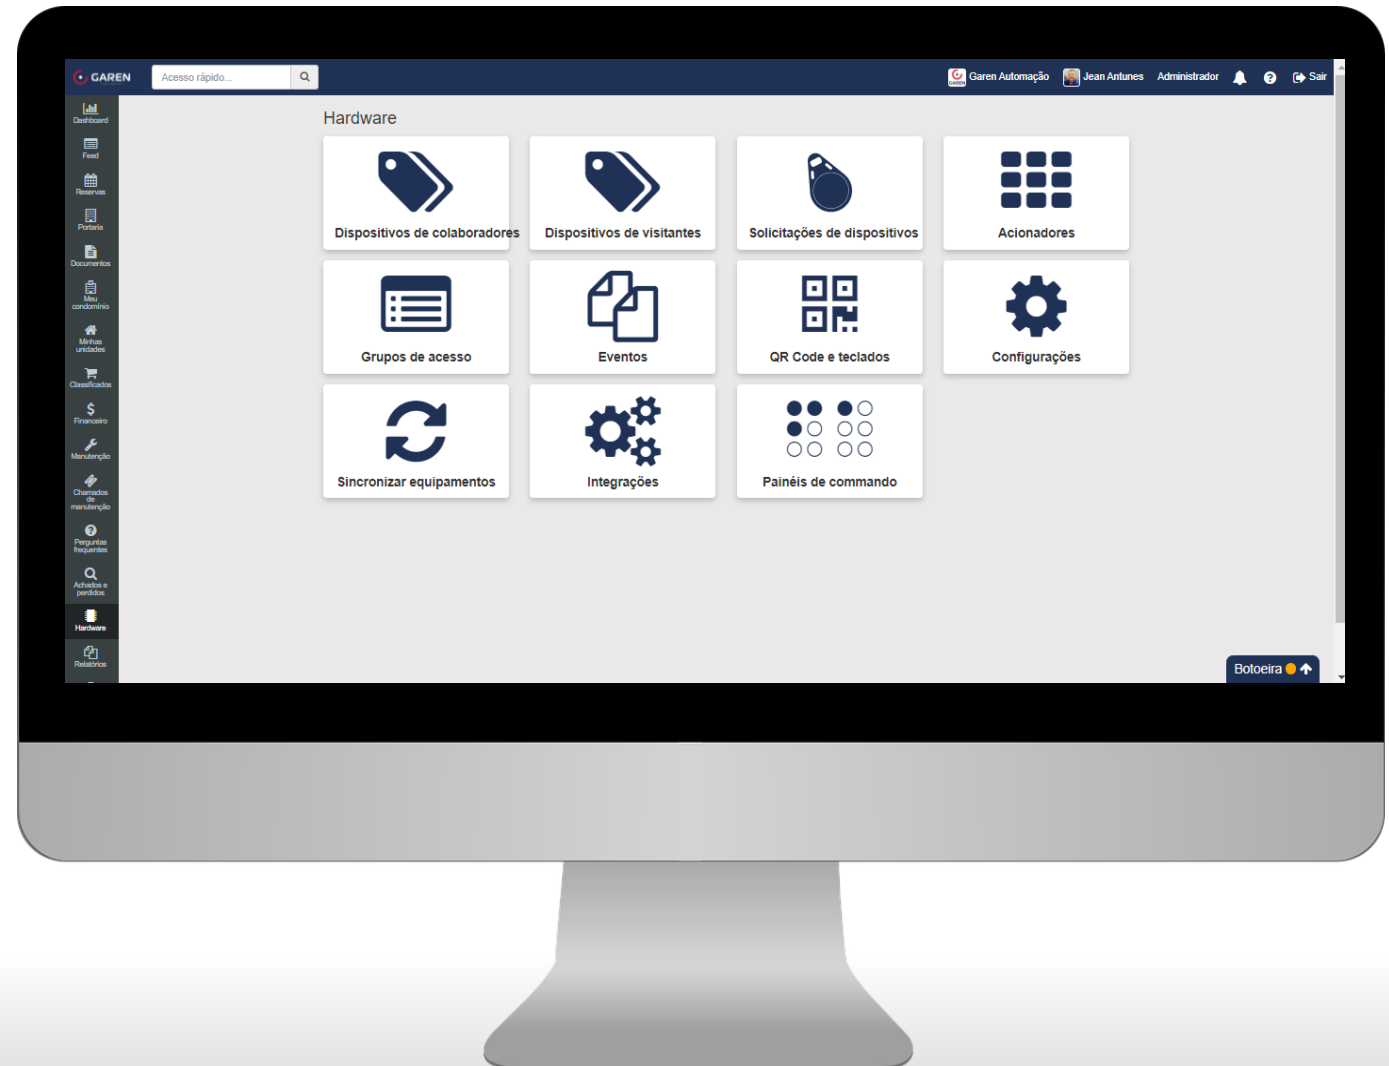 GAREN
Acesso rápido...
Garen Automação
Jean Antunes
Administrador
Sair
Dashboard
Feed
Reservas
Portaria
Documentos
Meu
condomínio
Minhas
unidades
Classificados
Financeiro
Manutenção
Chamados
de
manutenção
Perguntas
frequentes
Achados e
perdidos
Hardware
Relatórios
Hardware
Dispositivos de colaboradores
Dispositivos de visitantes
Solicitações de dispositivos
Acionadores
Grupos de acesso
Eventos
QR Code e teclados
Configurações
Sincronizar equipamentos
Integrações
Painéis de commando
Botoeira